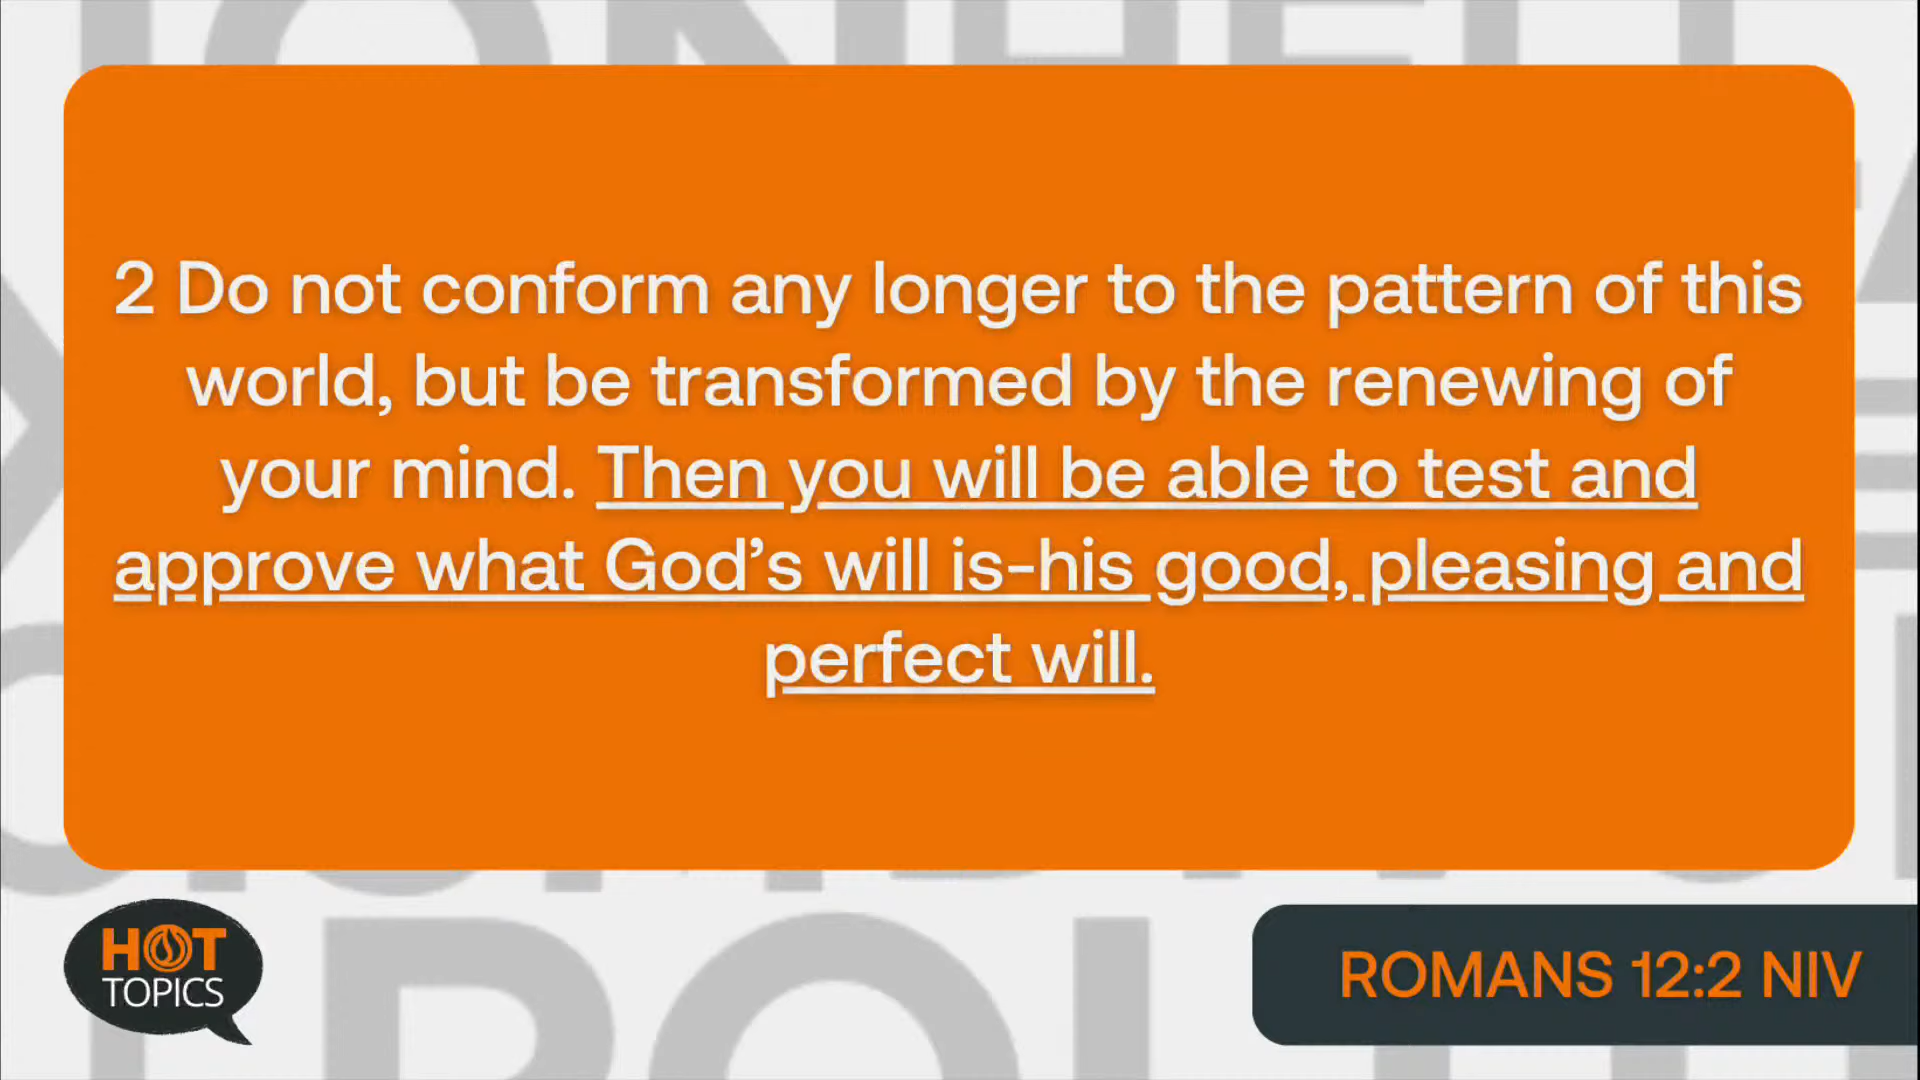 2 Do not conform any longer to the pattern of this
world, but be transformed by the renewing of
your mind. Then you will be able to test and
approve what God’s will is-his good, pleasing and
perfect will.
HOT
TOPICS
ROMANS 12:2 NIV